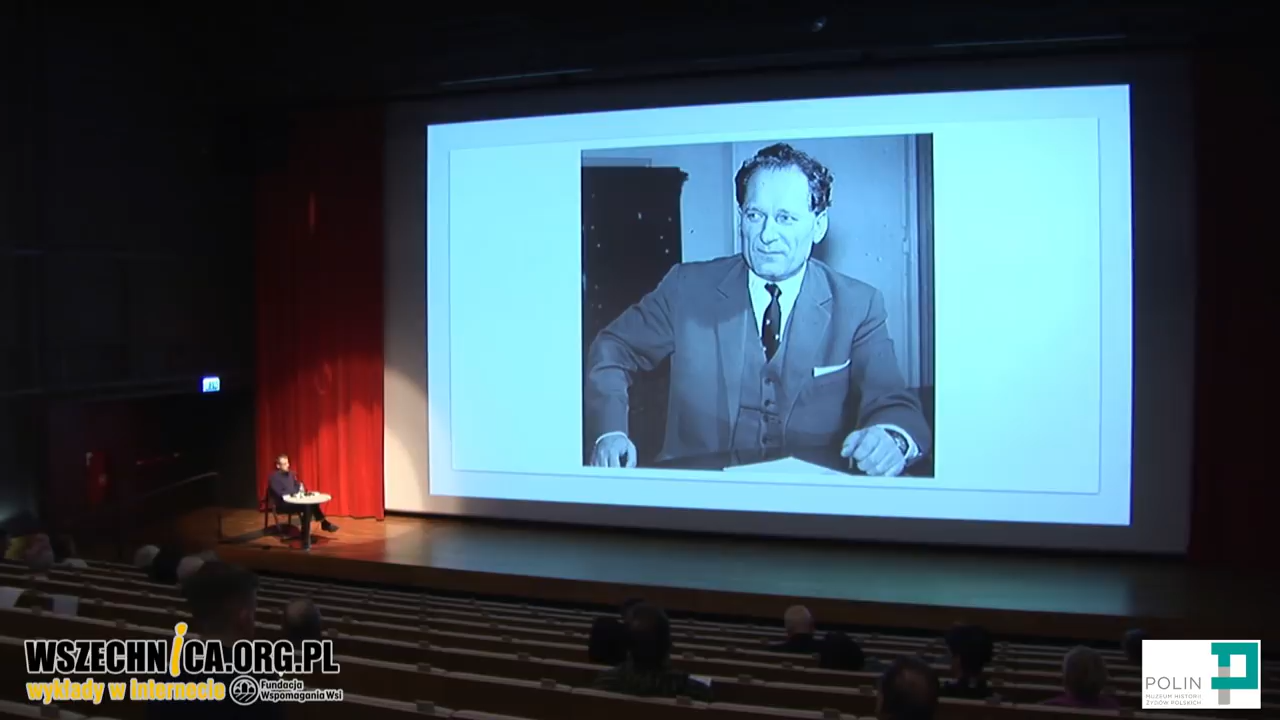 WSZECHNiCA.ORG.PL
wykłady w internecie
Fundacja
Wspomagania Wsi
POLIN
MUZEUM HISTORII
ŻYDÓW POLSKICH